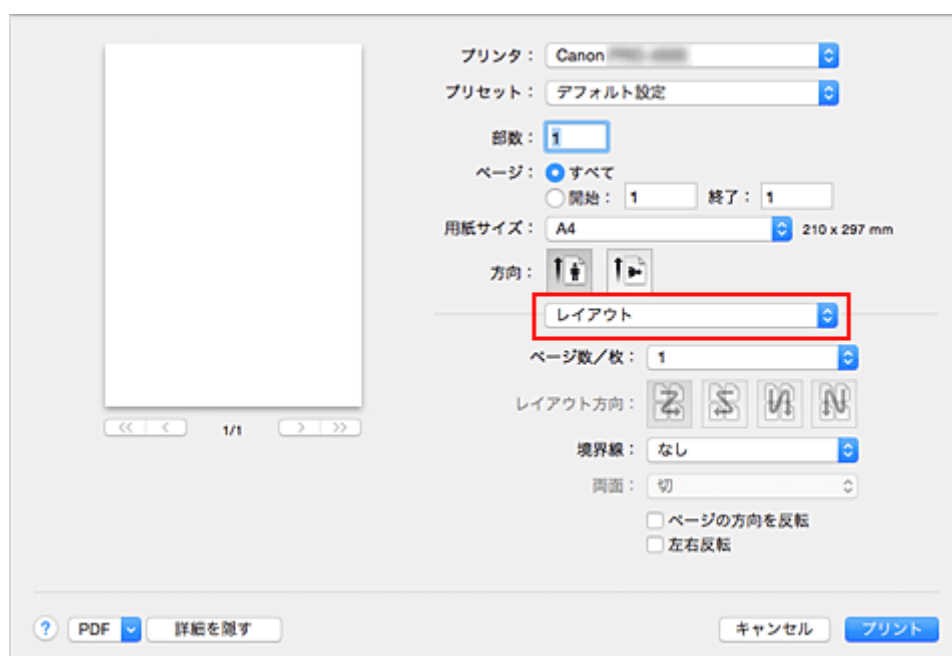 プリンタ： Canon
プリセット： デフォルト設定
部数： 1
ページ： すべて
開始： 1 終了： 1
用紙サイズ： A4 210 x 297 mm
方向：
レイアウト
ページ数／枚： 1
レイアウト方向：
1/1
境界線： なし
両面： 切
ページの方向を反転
左右反転
? PDF 詳細を隠す キャンセル プリント